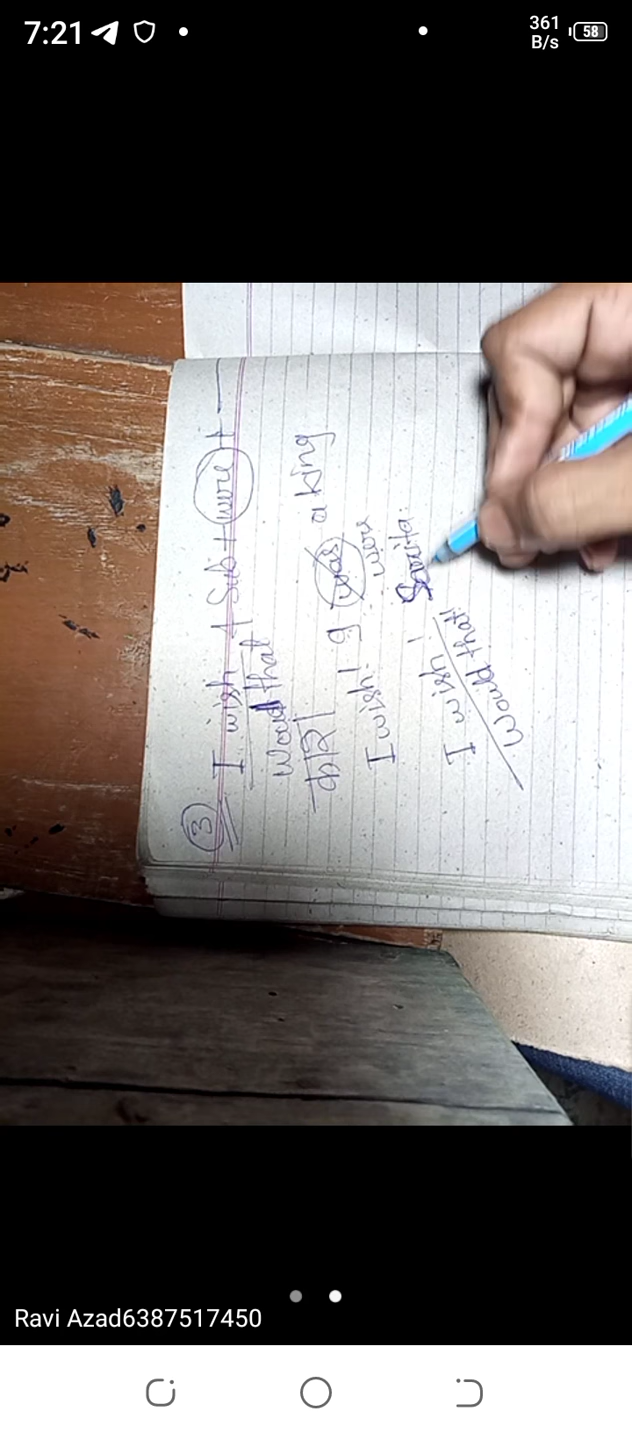 7:21
361
B/s
58
③ I wish + Sub + were + —
Would that
काश!
I wish! I was a king
were
I wish! Sarita.
Would that!
Ravi Azad6387517450